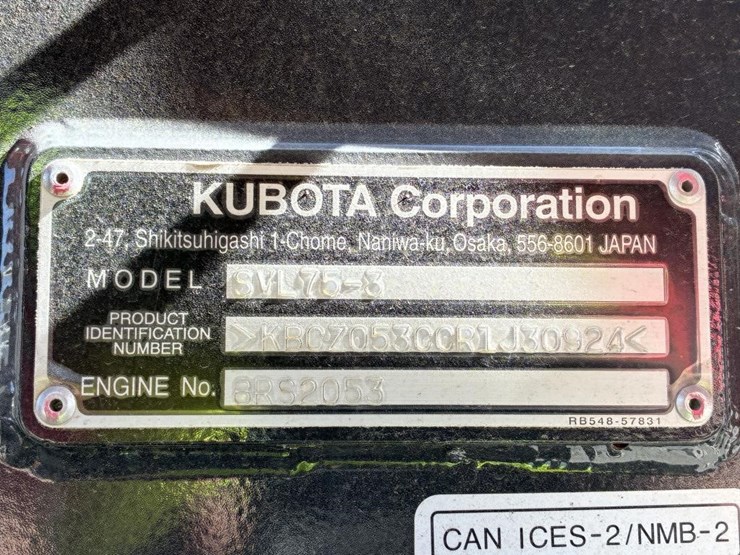 KUBOTA Corporation
2-47, Shikitsuhigashi 1-Chome, Naniwa-ku, Osaka, 556-8601 JAPAN
MODEL SVL75-3
PRODUCT
IDENTIFICATION
NUMBER
>KBCZ053CCR1J30924<
ENGINE No. 8RS2053
RB548-57831
CAN ICES-2/NMB-2